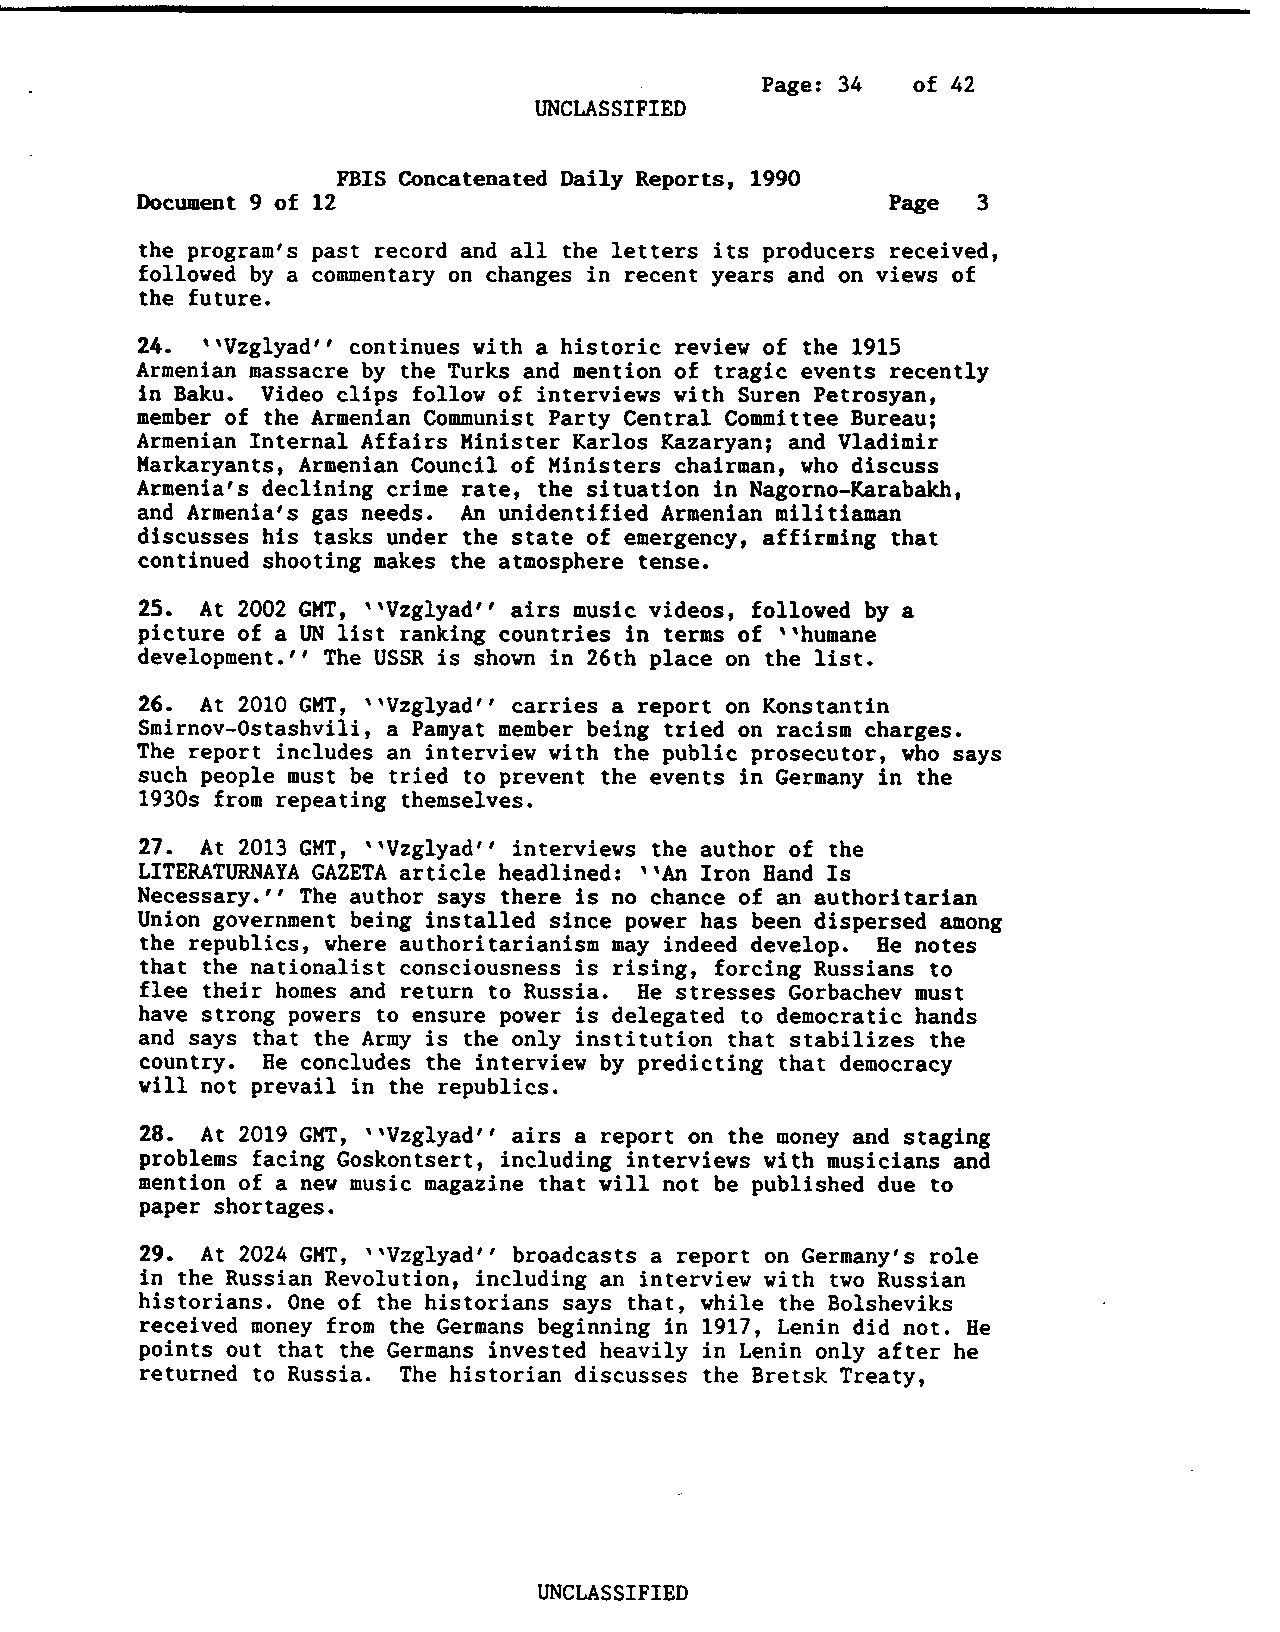 Page: 34 of 42
UNCLASSIFIED
FBIS Concatenated Daily Reports, 1990
Document 9 of 12 Page 3
the program's past record and all the letters its producers received,
followed by a commentary on changes in recent years and on views of
the future.
24. ``Vzglyad'' continues with a historic review of the 1915
Armenian massacre by the Turks and mention of tragic events recently
in Baku. Video clips follow of interviews with Suren Petrosyan,
member of the Armenian Communist Party Central Committee Bureau;
Armenian Internal Affairs Minister Karlos Kazaryan; and Vladimir
Markaryants, Armenian Council of Ministers chairman, who discuss
Armenia's declining crime rate, the situation in Nagorno-Karabakh,
and Armenia's gas needs. An unidentified Armenian militiaman
discusses his tasks under the state of emergency, affirming that
continued shooting makes the atmosphere tense.
25. At 2002 GMT, ``Vzglyad'' airs music videos, followed by a
picture of a UN list ranking countries in terms of ``humane
development.'' The USSR is shown in 26th place on the list.
26. At 2010 GMT, ``Vzglyad'' carries a report on Konstantin
Smirnov-Ostashvili, a Pamyat member being tried on racism charges.
The report includes an interview with the public prosecutor, who says
such people must be tried to prevent the events in Germany in the
1930s from repeating themselves.
27. At 2013 GMT, ``Vzglyad'' interviews the author of the
LITERATURNAYA GAZETA article headlined: ``An Iron Hand Is
Necessary.'' The author says there is no chance of an authoritarian
Union government being installed since power has been dispersed among
the republics, where authoritarianism may indeed develop. He notes
that the nationalist consciousness is rising, forcing Russians to
flee their homes and return to Russia. He stresses Gorbachev must
have strong powers to ensure power is delegated to democratic hands
and says that the Army is the only institution that stabilizes the
country. He concludes the interview by predicting that democracy
will not prevail in the republics.
28. At 2019 GMT, ``Vzglyad'' airs a report on the money and staging
problems facing Goskontsert, including interviews with musicians and
mention of a new music magazine that will not be published due to
paper shortages.
29. At 2024 GMT, ``Vzglyad'' broadcasts a report on Germany's role
in the Russian Revolution, including an interview with two Russian
historians. One of the historians says that, while the Bolsheviks
received money from the Germans beginning in 1917, Lenin did not. He
points out that the Germans invested heavily in Lenin only after he
returned to Russia. The historian discusses the Bretsk Treaty,
UNCLASSIFIED